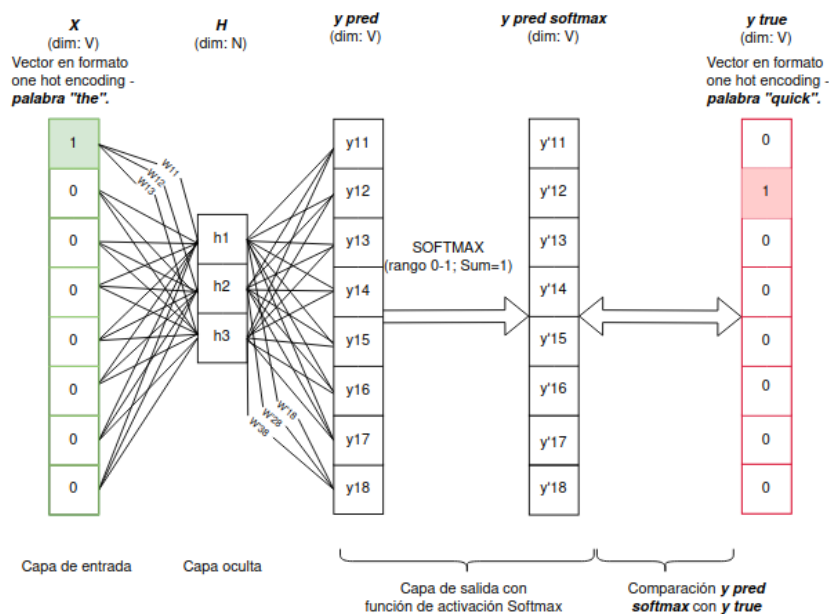 X
(dim: V)
Vector en formato
one hot encoding -
palabra "the".
H
(dim: N)
y pred
(dim: V)
y pred softmax
(dim: V)
y true
(dim: V)
Vector en formato
one hot encoding -
palabra "quick".
1
0
0
0
0
0
0
0
W11
W12
W13
h1
h2
h3
W'18
W'28
W'38
y11
y12
y13
y14
y15
y16
y17
y18
SOFTMAX
(rango 0-1; Sum=1)
y'11
y'12
y'13
y'14
y'15
y'16
y'17
y'18
0
1
0
0
0
0
0
0
Capa de entrada
Capa oculta
Capa de salida con
función de activación Softmax
Comparación y pred
softmax con y true